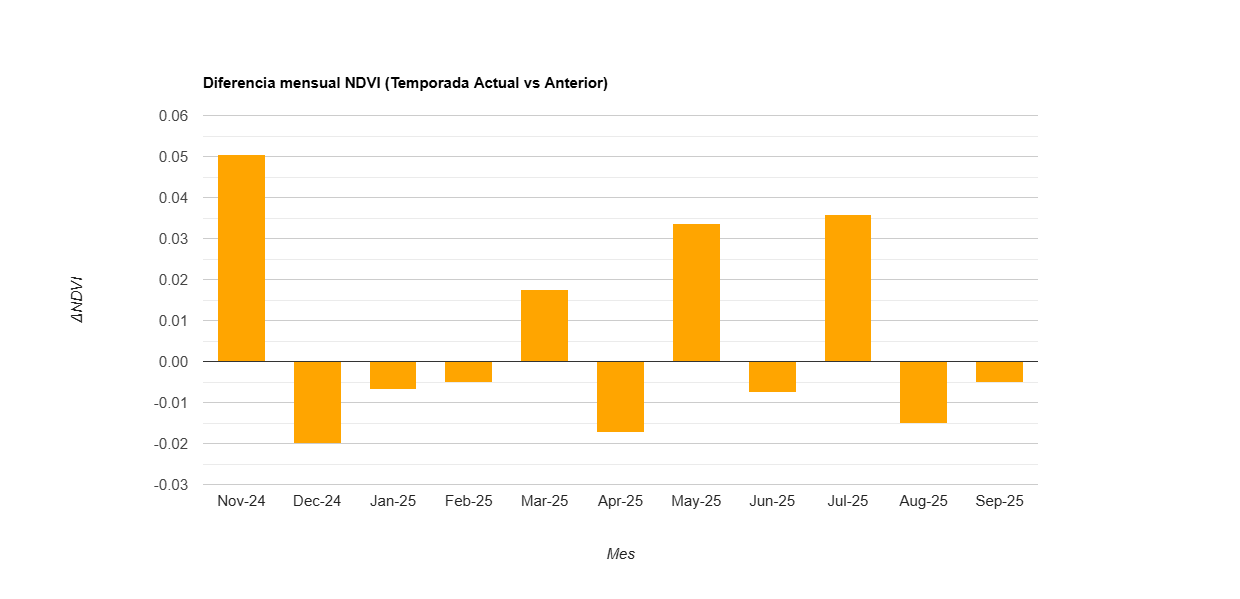 Diferencia mensual NDVI (Temporada Actual vs Anterior)
0.06
0.05
0.04
0.03
0.02
0.01
0.00
-0.01
-0.02
-0.03
ΔNDVI
Nov-24 Dec-24 Jan-25 Feb-25 Mar-25 Apr-25 May-25 Jun-25 Jul-25 Aug-25 Sep-25
Mes